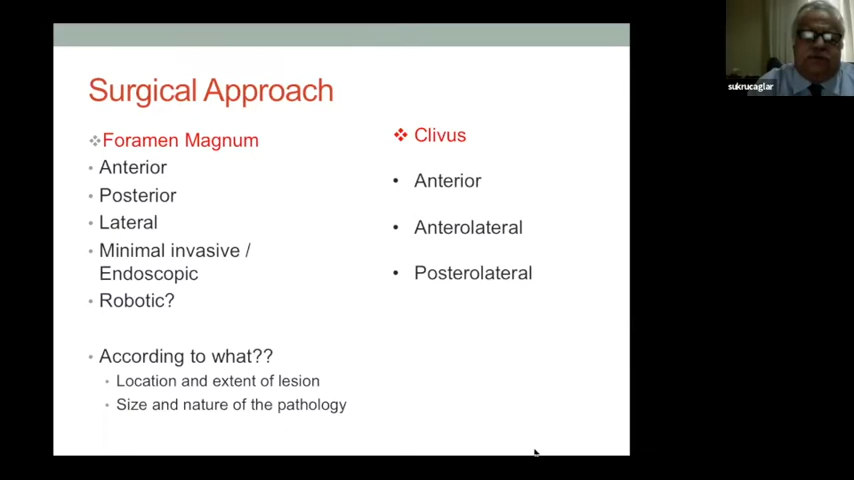 Surgical Approach
❖Foramen Magnum
• Anterior
• Posterior
• Lateral
• Minimal invasive /
Endoscopic
• Robotic?
• According to what??
• Location and extent of lesion
• Size and nature of the pathology
❖ Clivus
• Anterior
• Anterolateral
• Posterolateral
sukrucaglar